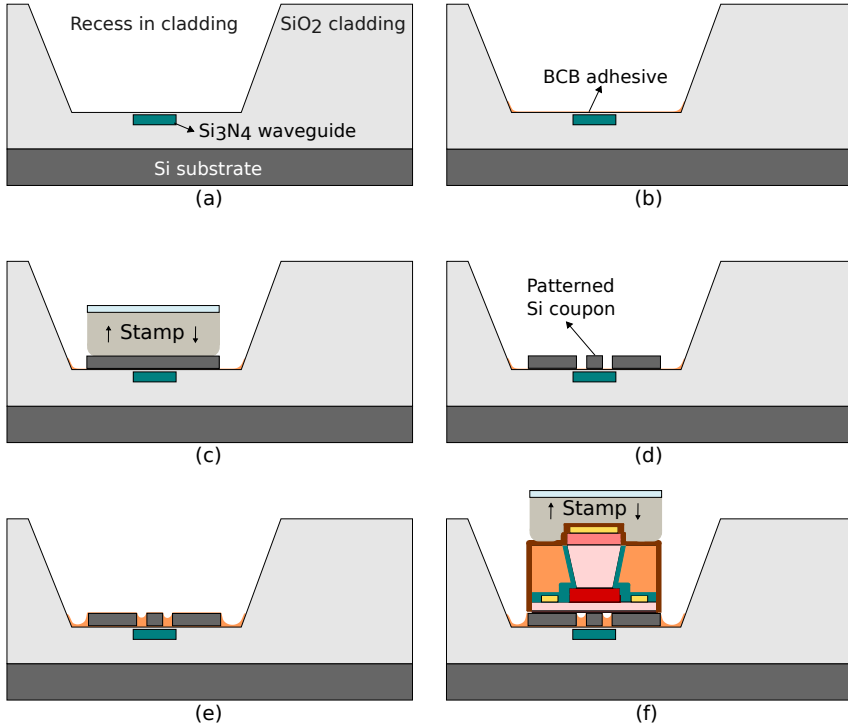 Recess in cladding
SiO2 cladding
Si3N4 waveguide
Si substrate
(a)
BCB adhesive
(b)
↑ Stamp ↓
(c)
Patterned
Si coupon
(d)
(e)
↑ Stamp ↓
(f)